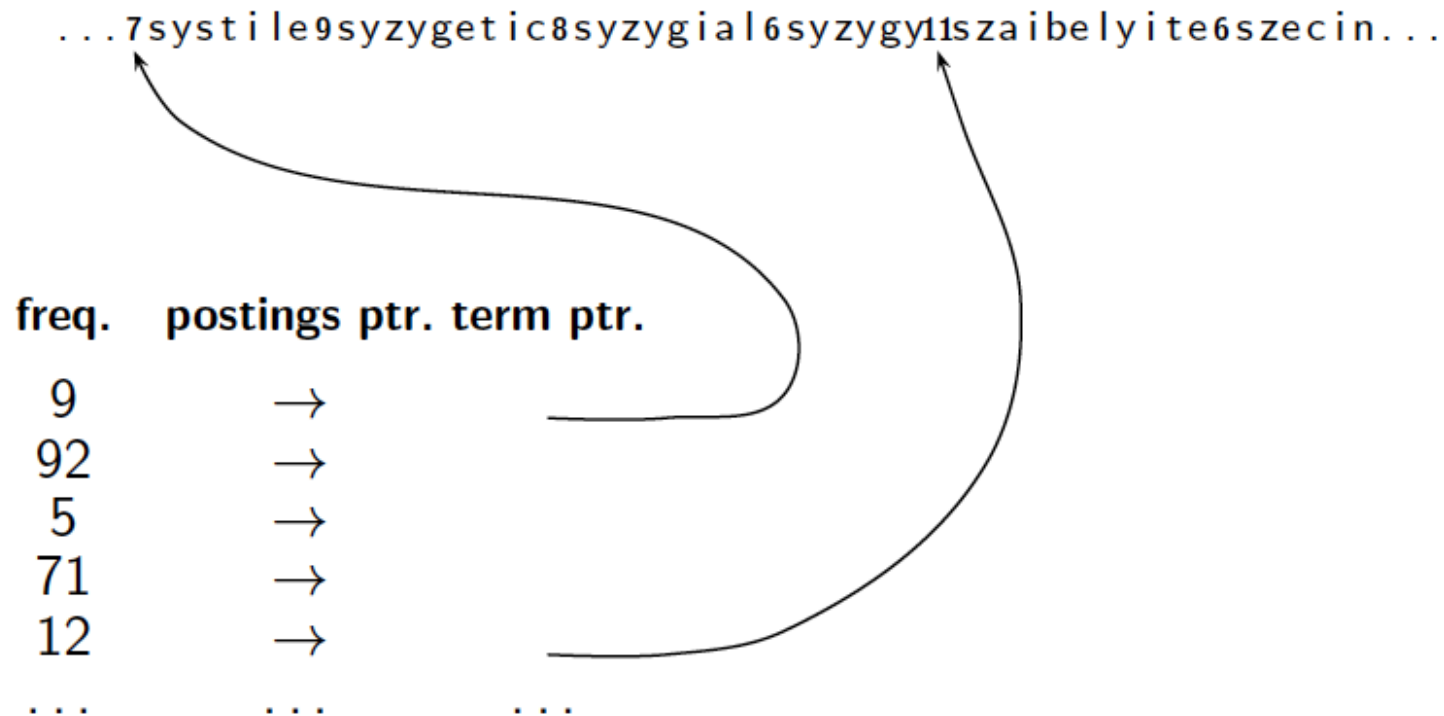 ...7systile9syzygetic8syzygial6syzygy11szaibelyite6szecin...
freq. postings ptr. term ptr.
9 →
92 →
5 →
71 →
12 →
... ... ...